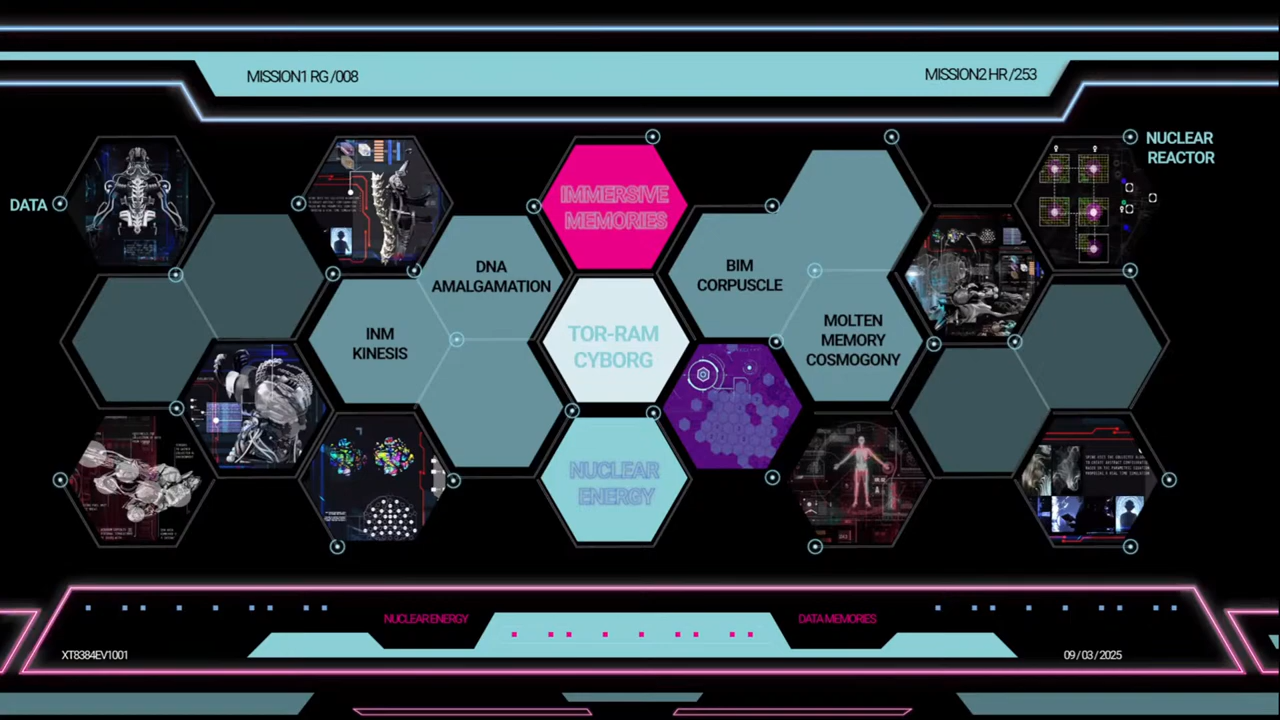 MISSION1 RG /008
MISSION2 HR /253
NUCLEAR
REACTOR
DATA
IMMERSIVE
MEMORIES
DNA
AMALGAMATION
BIM
CORPUSCLE
INM
KINESIS
TOR-RAM
CYBORG
MOLTEN
MEMORY
COSMOGONY
NUCLEAR
ENERGY
NUCLEAR ENERGY
DATA MEMORIES
XT8384EV1001
09 / 03 / 2025